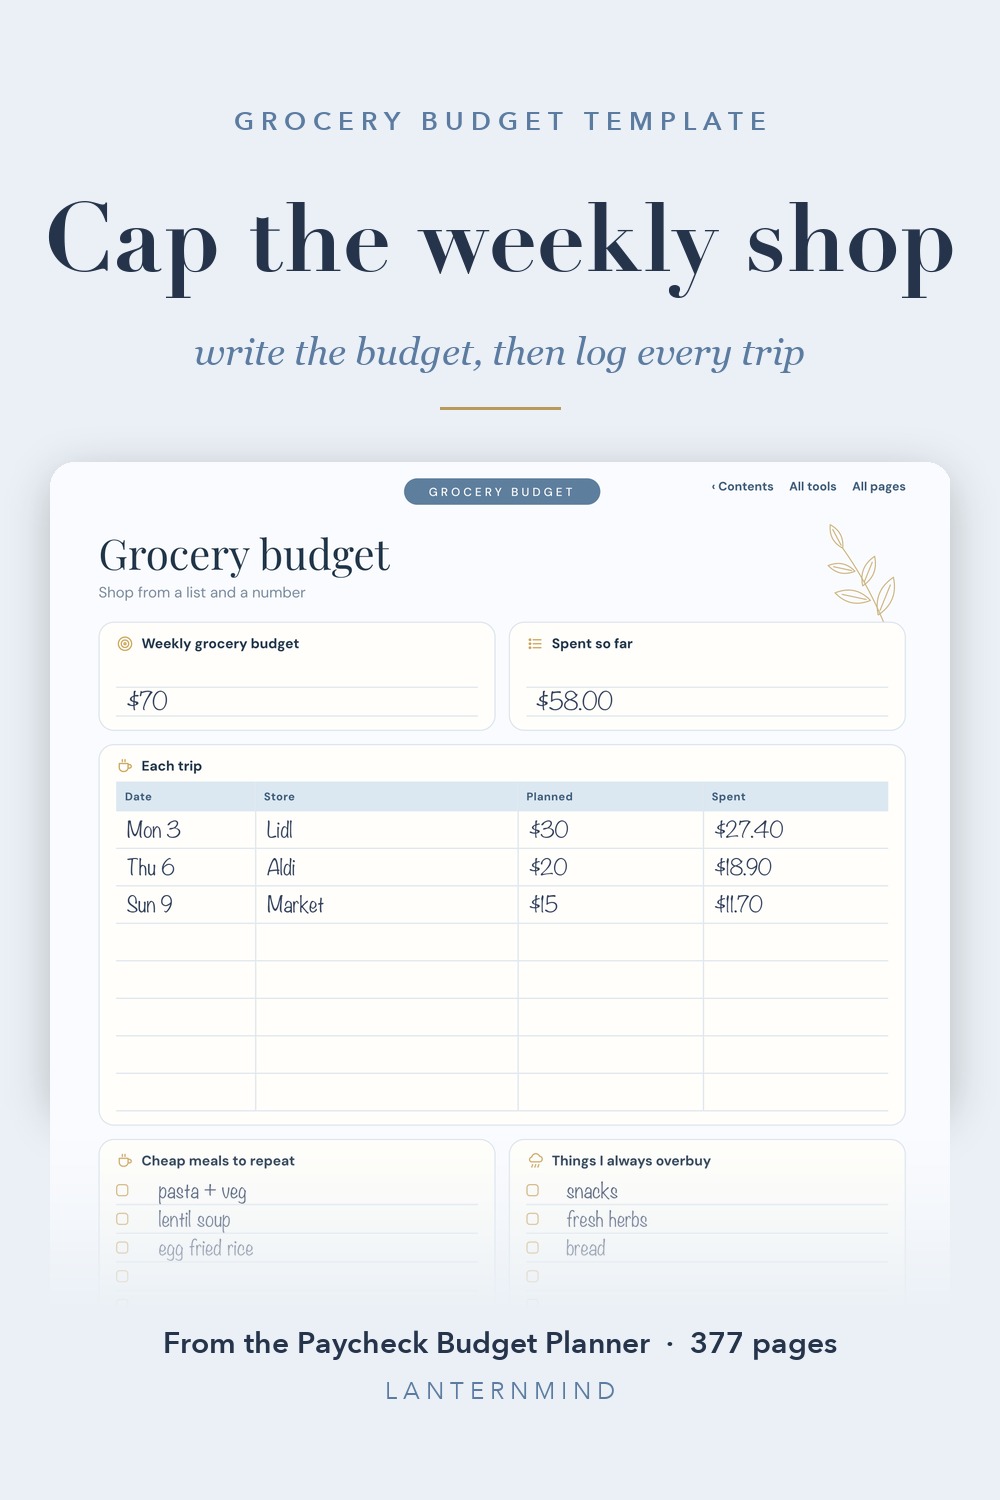 GROCERY BUDGET TEMPLATE
Cap the weekly shop
write the budget, then log every trip
GROCERY BUDGET
‹ Contents All tools All pages
Grocery budget
Shop from a list and a number
Weekly grocery budget
$70
Spent so far
$58.00
Each trip
Date Store Planned Spent
Mon 3 Lidl $30 $27.40
Thu 6 Aldi $20 $18.90
Sun 9 Market $15 $11.70
Cheap meals to repeat
pasta + veg
lentil soup
egg fried rice
Things I always overbuy
snacks
fresh herbs
bread
From the Paycheck Budget Planner · 377 pages
LANTERNMIND